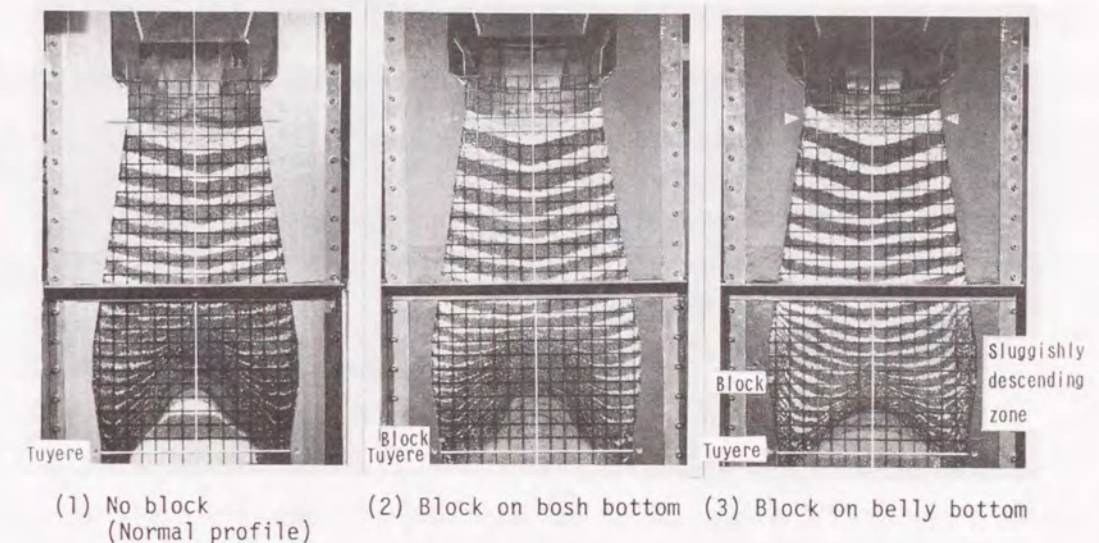 Tuyere
Block
Tuyere
Block
Tuyere
Sluggishly
descending
zone
(1) No block
(Normal profile)
(2) Block on bosh bottom
(3) Block on belly bottom